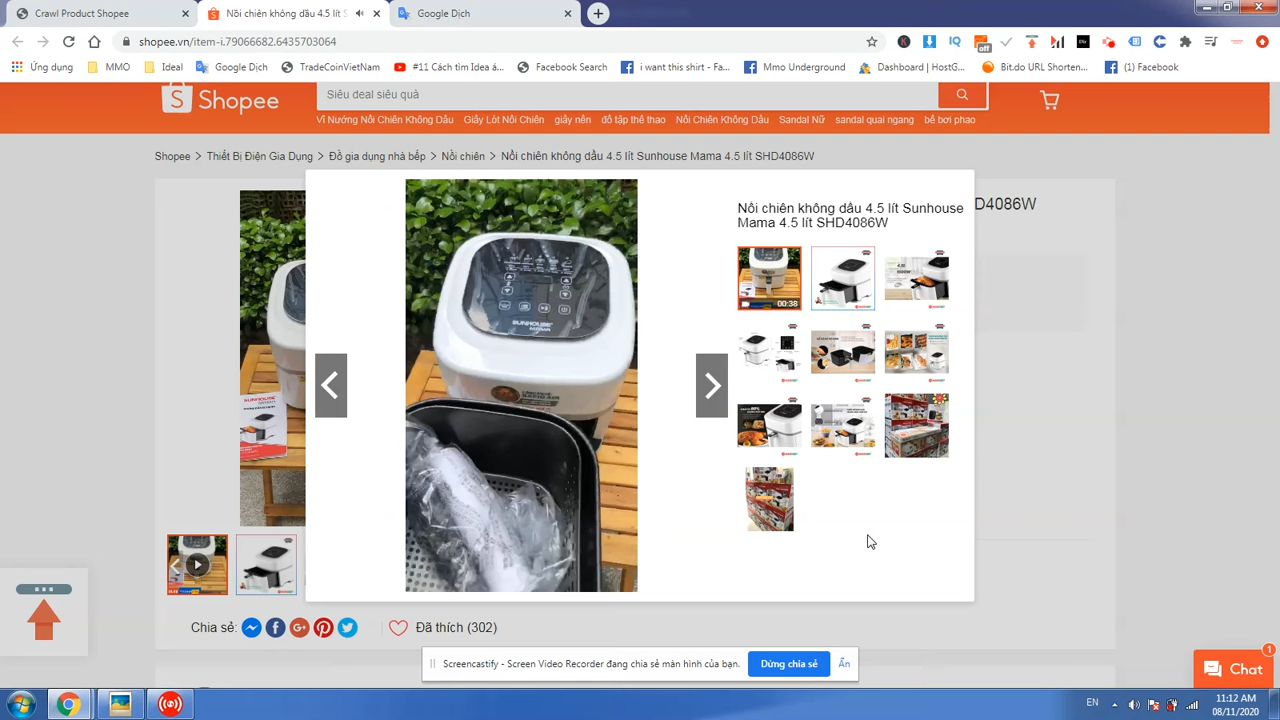 Crawl Product Shopee
Nồi chiên không dầu 4.5 lít S
Google Dịch
shopee.vn/item-i.79066682.6435703064
off
Ứng dụng
MMO
Ideal
Google Dịch
TradeCoinVietNam
#11 Cách tìm Idea á...
Facebook Search
i want this shirt - Fa...
Mmo Underground
Dashboard | HostG...
Bit.do URL Shorten...
(1) Facebook
Shopee
Siêu deal siêu quà
Vỉ Nướng Nồi Chiên Không Dầu
Giấy Lót Nồi Chiên
giấy nến
đồ tập thể thao
Nồi Chiên Không Dầu
Sandal Nữ
sandal quai ngang
bể bơi phao
Shopee > Thiết Bị Điện Gia Dụng > Đồ gia dụng nhà bếp > Nồi chiên > Nồi chiên không dầu 4.5 lít Sunhouse Mama 4.5 lít SHD4086W
D4086W
Nồi chiên không dầu 4.5 lít Sunhouse
Mama 4.5 lít SHD4086W
00:38
SUNHOUSE
SUNHOUSE
Chia sẻ:
Đã thích (302)
Screencastify - Screen Video Recorder đang chia sẻ màn hình của bạn.
Dừng chia sẻ
Ẩn
1
Chat
EN
11:12 AM
08/11/2020